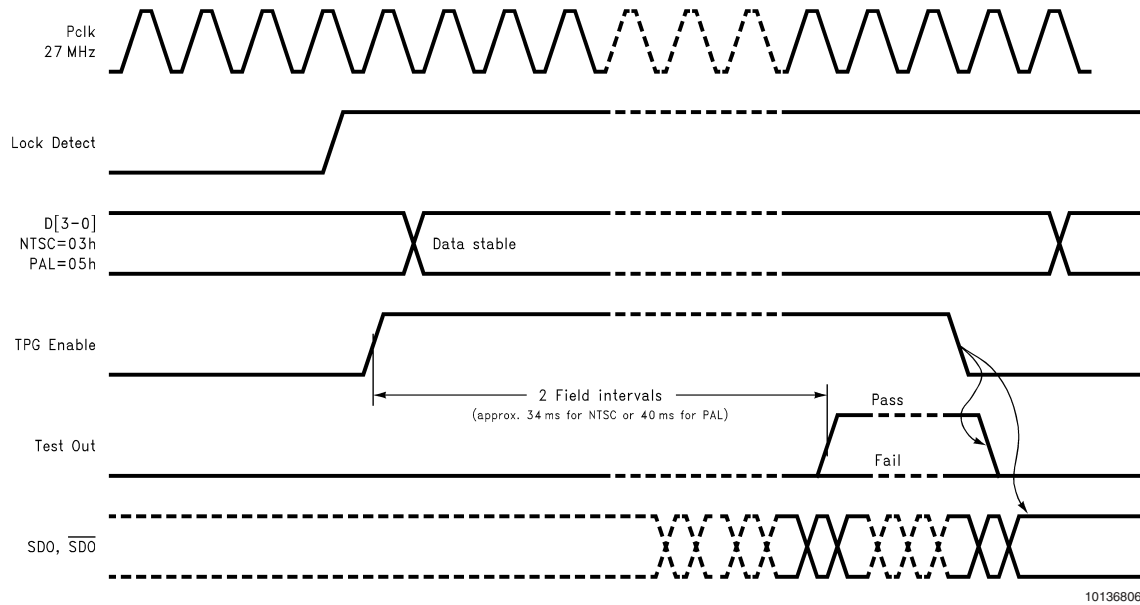 Pclk
27 MHz
Lock Detect
D[3-0]
NTSC=03h
PAL=05h
Data stable
TPG Enable
2 Field intervals
(approx. 34 ms for NTSC or 40 ms for PAL)
Pass
Test Out
Fail
SDO, SDO
10136806